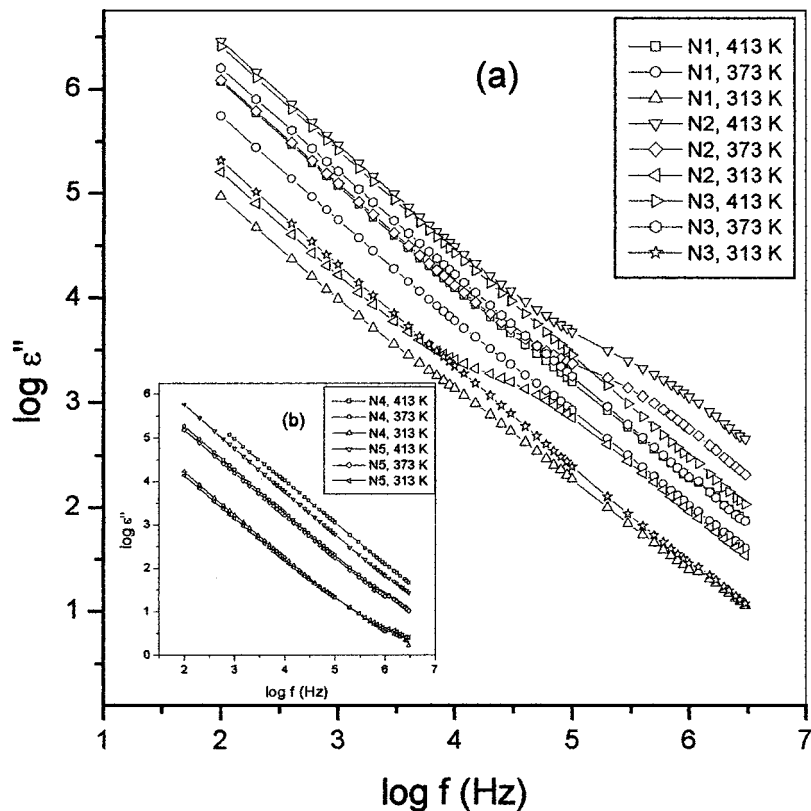 (a)
N1, 413 K
N1, 373 K
N1, 313 K
N2, 413 K
N2, 373 K
N2, 313 K
N3, 413 K
N3, 373 K
N3, 313 K
6
5
4
3
2
1
log ε"
1
2
3
4
5
6
7
log f (Hz)
(b)
N4, 413 K
N4, 373 K
N4, 313 K
N5, 413 K
N5, 373 K
N5, 313 K
6
5
4
3
2
1
0
log ε"
2
3
4
5
6
7
log f (Hz)